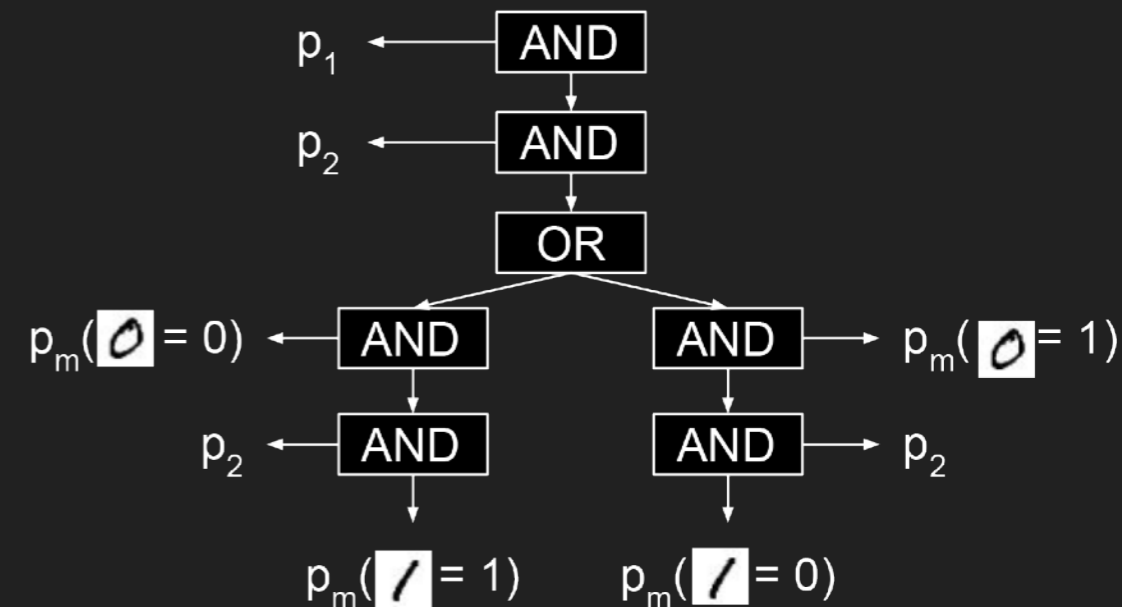 p1 AND
p2 AND
OR
pm(0 = 0) AND AND pm(0 = 1)
p2 AND AND p2
pm(1 = 1) pm(1 = 0)